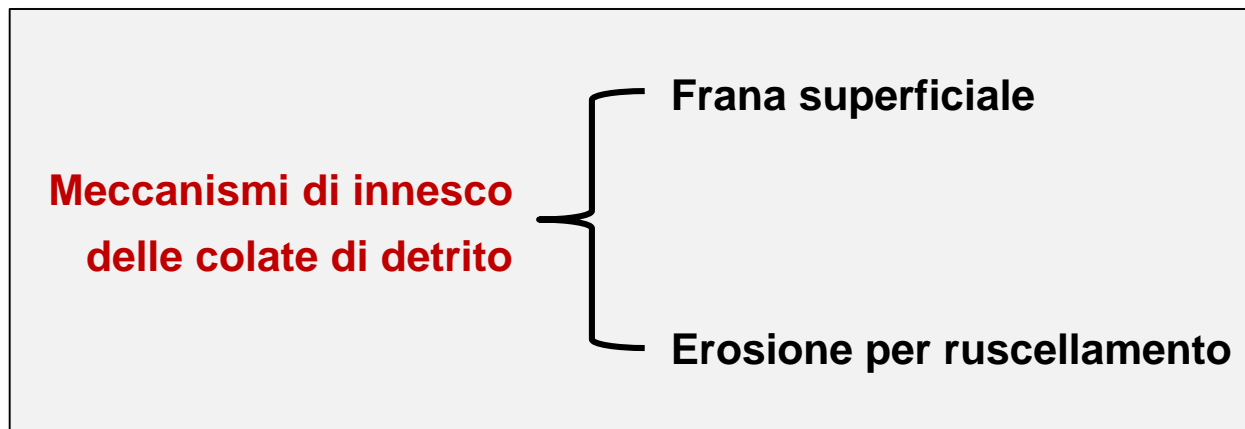 Frana superficiale
Meccanismi di innesco
delle colate di detrito
Erosione per ruscellamento